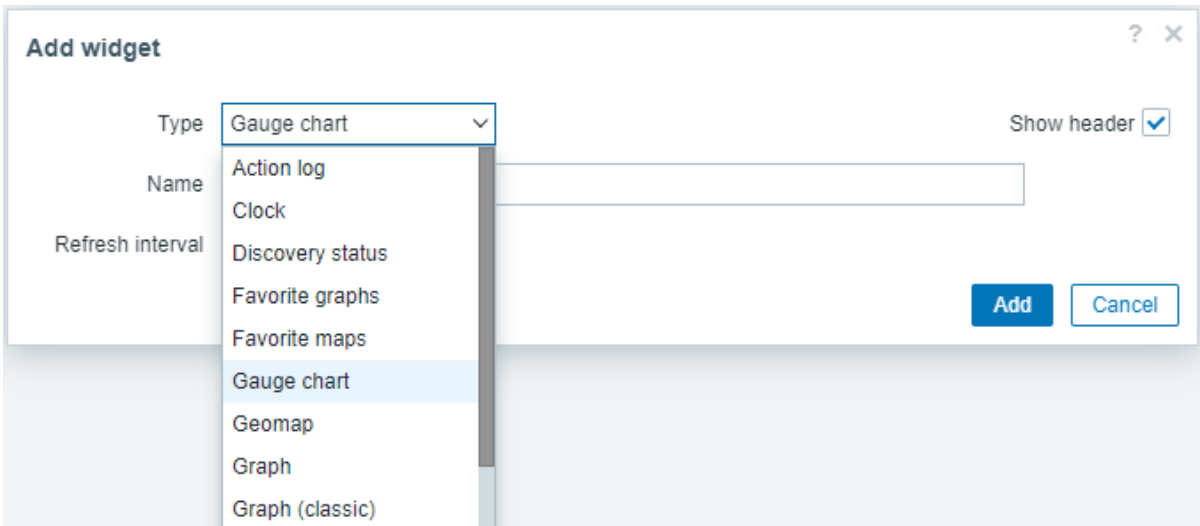 Add widget
?
Type Gauge chart Show header
Action log
Name
Clock
Refresh interval
Discovery status
Favorite graphs
Add Cancel
Favorite maps
Gauge chart
Geomap
Graph
Graph (classic)